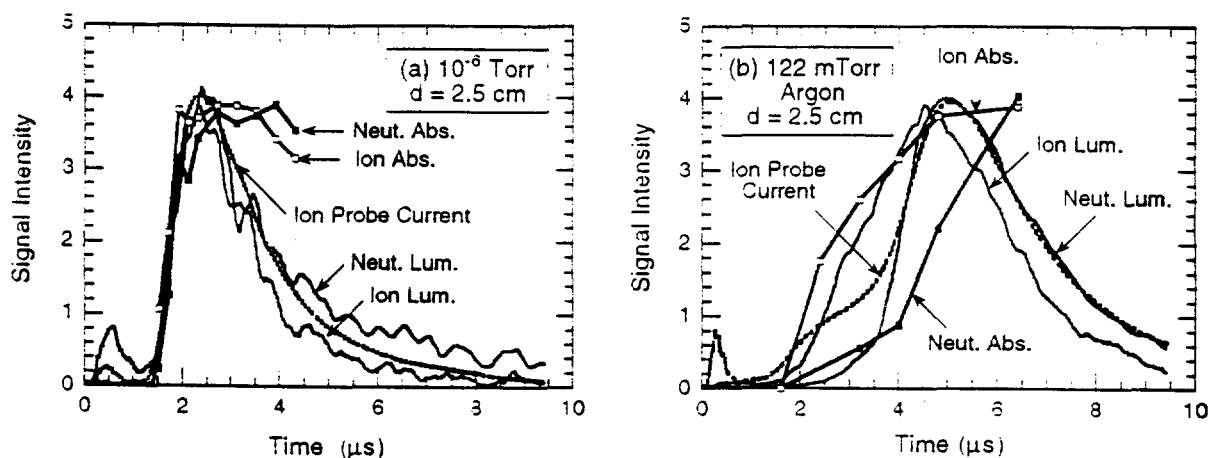 5
4
3
2
1
0
Signal Intensity
(a) 10⁻⁶ Torr
d = 2.5 cm
Neut. Abs.
Ion Abs.
Ion Probe Current
Neut. Lum.
Ion Lum.
0 2 4 6 8 10
Time (μs)
5
4
3
2
1
0
Signal Intensity
(b) 122 mTorr
Argon
d = 2.5 cm
Ion Abs.
Ion Probe
Current
Ion Lum.
Neut. Lum.
Neut. Abs.
0 2 4 6 8 10
Time (μs)